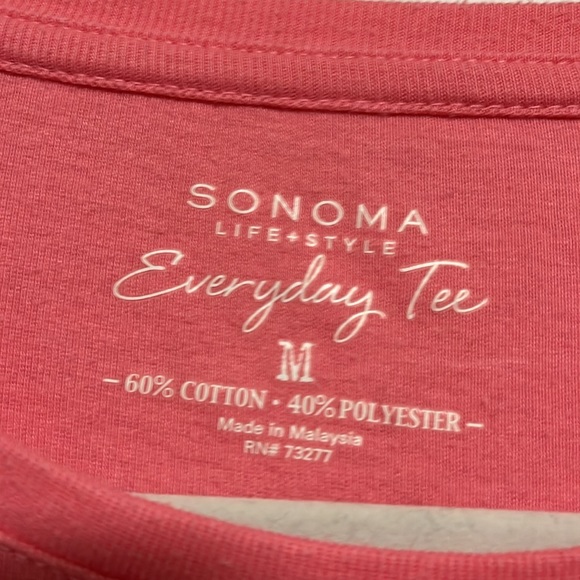 SONOMA
LIFE+STYLE
Everyday Tee
M
– 60% COTTON • 40% POLYESTER –
Made in Malaysia
RN# 73277